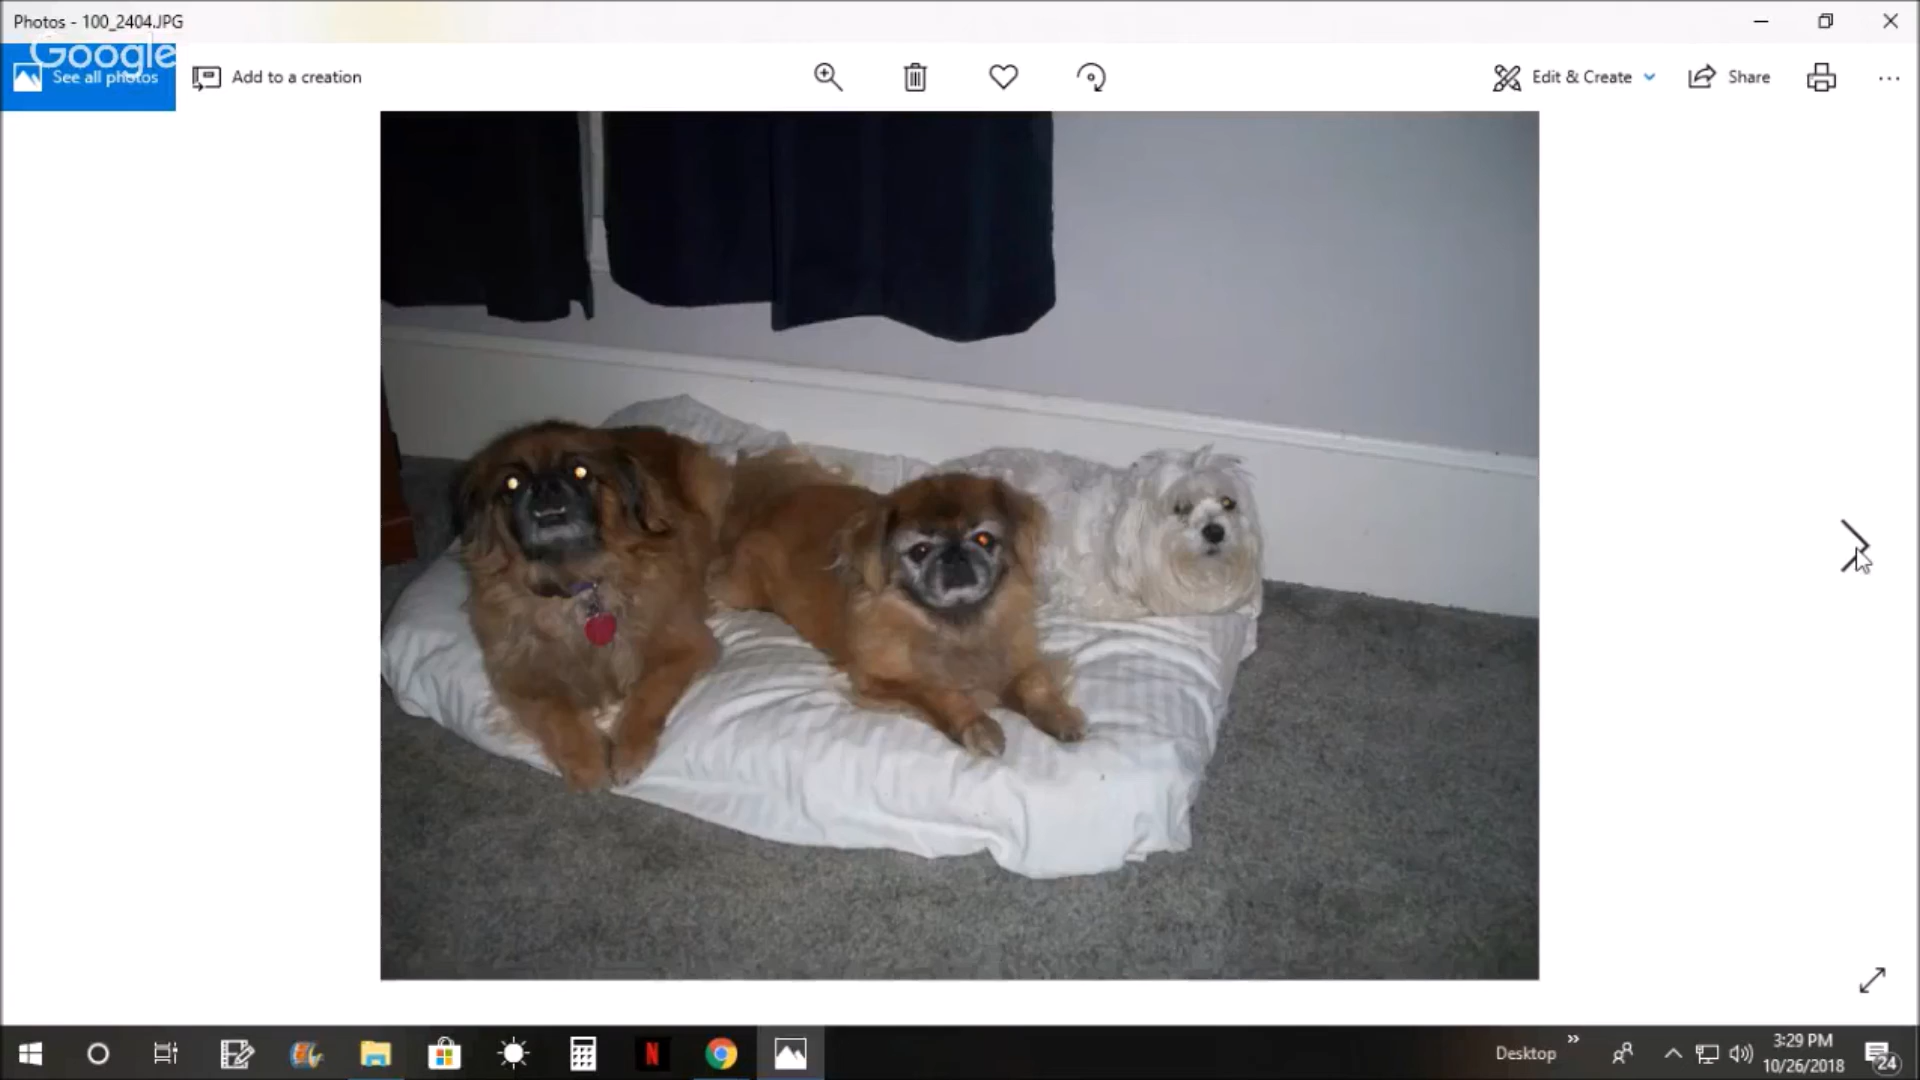 Photos - 100_2404.JPG
Google
See all photos
Add to a creation
Edit & Create
Share
N
Desktop
3:29 PM
10/26/2018
24